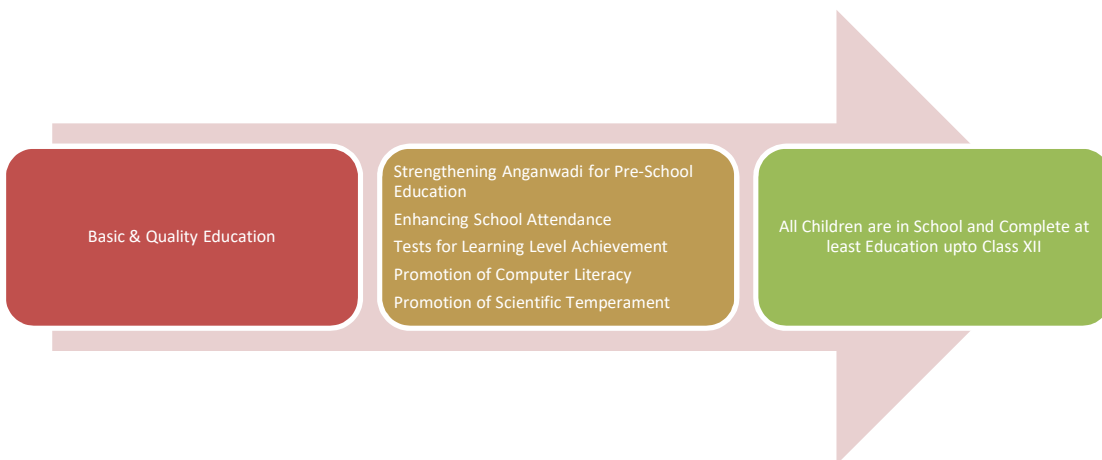 Basic & Quality Education
Strengthening Anganwadi for Pre-School
Education
Enhancing School Attendance
Tests for Learning Level Achievement
Promotion of Computer Literacy
Promotion of Scientific Temperament
All Children are in School and Complete at
least Education upto Class XII